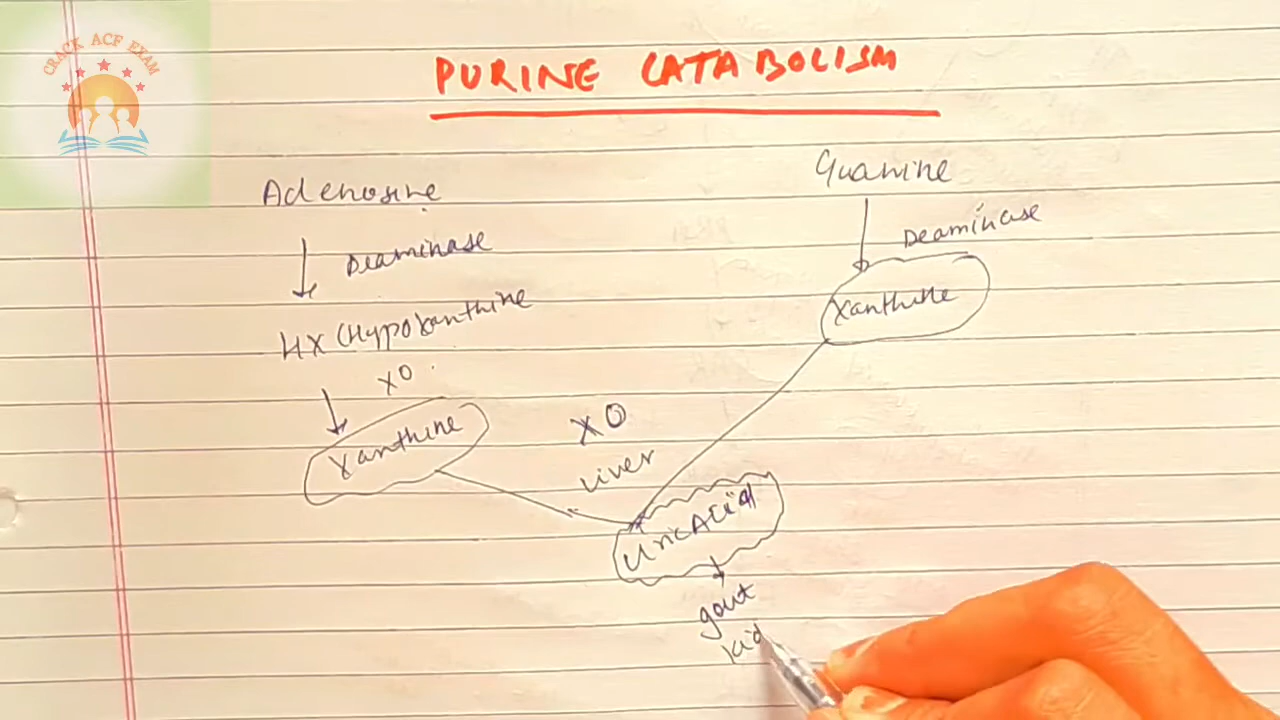 CRACK ACF EXAM
PURINE CATABOLISM
Adenosine
Guanine
Deaminase
Deaminase
HX (Hypoxanthine
Xanthine
XO
Xanthine
XO
Liver
Uric Acid
gout
kid